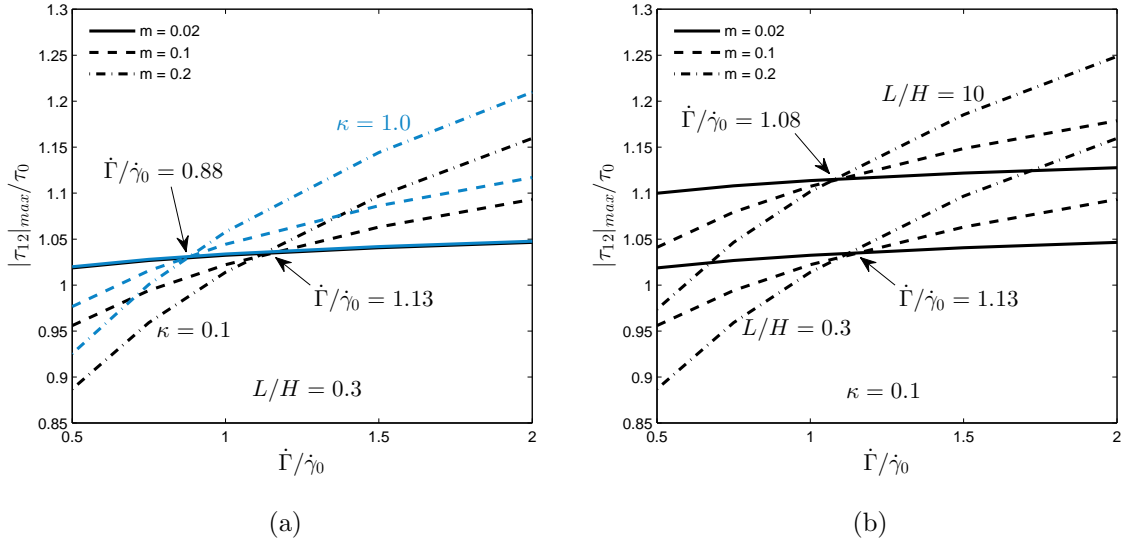 1.3
1.25
1.2
1.15
1.1
1.05
1
0.95
0.9
0.85
|τ₁₂|ₘₐₓ/τ₀
m = 0.02
m = 0.1
m = 0.2
κ = 1.0
Γ̇/γ̇₀ = 0.88
Γ̇/γ̇₀ = 1.13
κ = 0.1
L/H = 0.3
0.5 1 1.5 2
Γ̇/γ̇₀
(a)
1.3
1.25
1.2
1.15
1.1
1.05
1
0.95
0.9
0.85
|τ₁₂|ₘₐₓ/τ₀
m = 0.02
m = 0.1
m = 0.2
L/H = 10
Γ̇/γ̇₀ = 1.08
Γ̇/γ̇₀ = 1.13
L/H = 0.3
κ = 0.1
0.5 1 1.5 2
Γ̇/γ̇₀
(b)